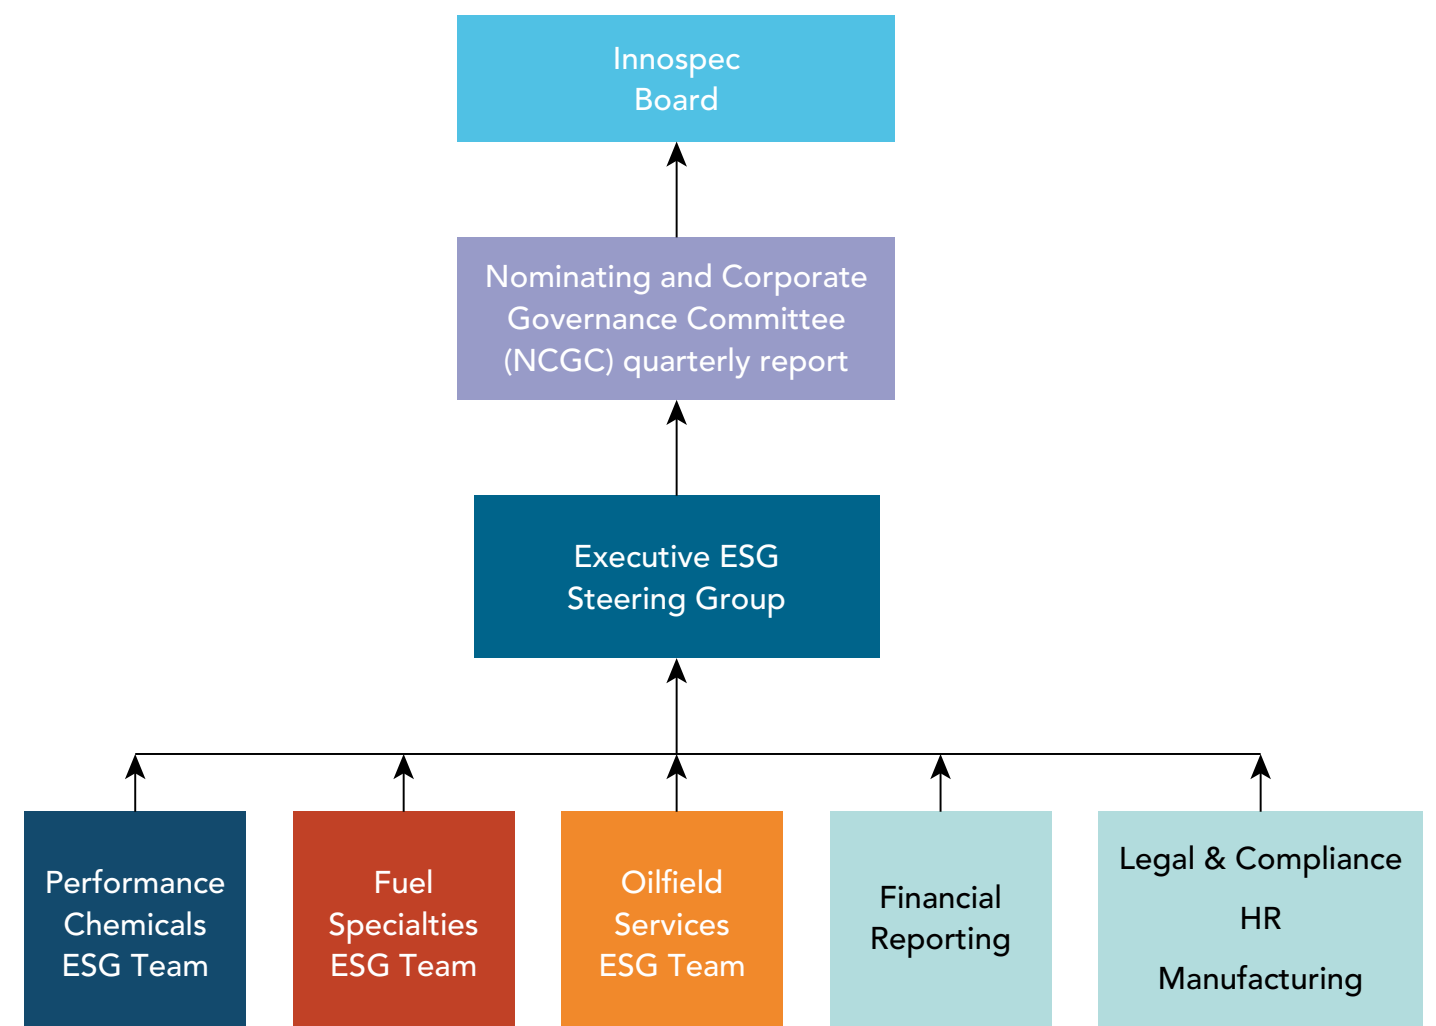 Innospec
Board
Nominating and Corporate
Governance Committee
(NCGC) quarterly report
Executive ESG
Steering Group
Performance
Chemicals
ESG Team
Fuel
Specialties
ESG Team
Oilfield
Services
ESG Team
Financial
Reporting
Legal & Compliance
HR
Manufacturing